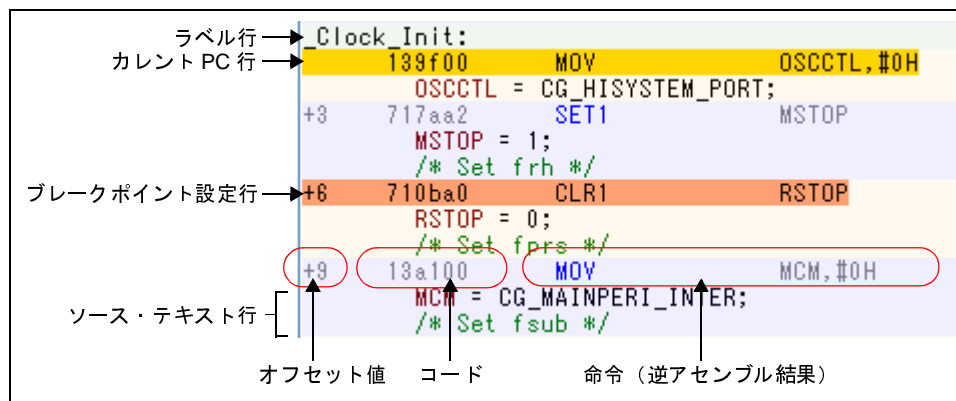 ラベル行 _Clock_Init:
カレント PC 行 139f00 MOV OSCCTL,#0H
OSCCTL = CG_HISYSTEM_PORT;
+3 717aa2 SET1 MSTOP
MSTOP = 1;
/* Set frh */
ブレークポイント設定行 +6 710ba0 CLR1 RSTOP
RSTOP = 0;
/* Set fprs */
+9 13a100 MOV MCM,#0H
ソース・テキスト行 MCM = CG_MAINPERI_INTER;
/* Set fsub */
オフセット値 コード 命令（逆アセンブル結果）